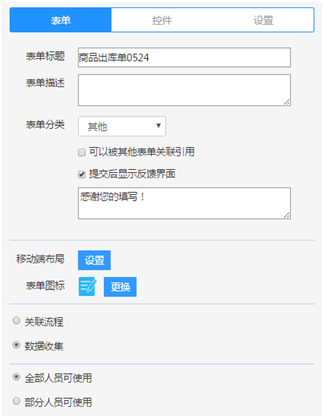 表单 控件 设置
表单标题 商品出库单0524
表单描述
表单分类 其他
可以被其他表单关联引用
提交后显示反馈界面
感谢您的填写！
移动端布局 设置
表单图标 更换
关联流程
数据收集
全部人员可使用
部分人员可使用